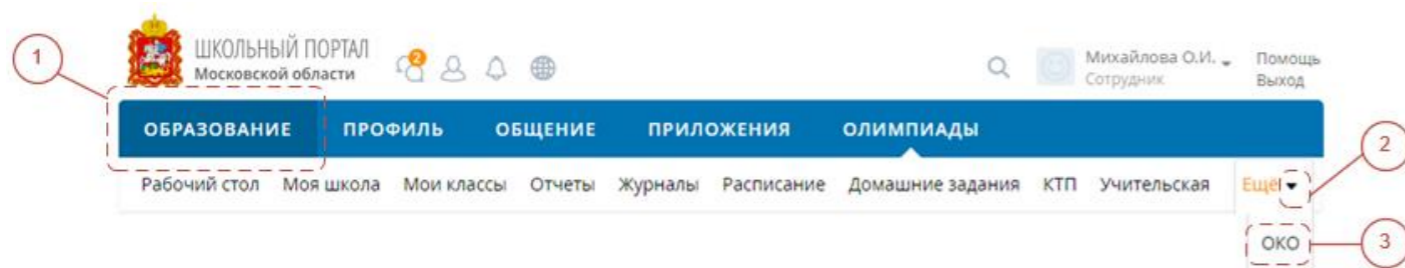 1
ШКОЛЬНЫЙ ПОРТАЛ
Московской области
2
Михайлова О.И.
Сотрудник
Помощь
Выход
ОБРАЗОВАНИЕ ПРОФИЛЬ ОБЩЕНИЕ ПРИЛОЖЕНИЯ ОЛИМПИАДЫ
2
Рабочий стол Моя школа Мои классы Отчеты Журналы Расписание Домашние задания КТП Учительская Ещё
ОКО
3